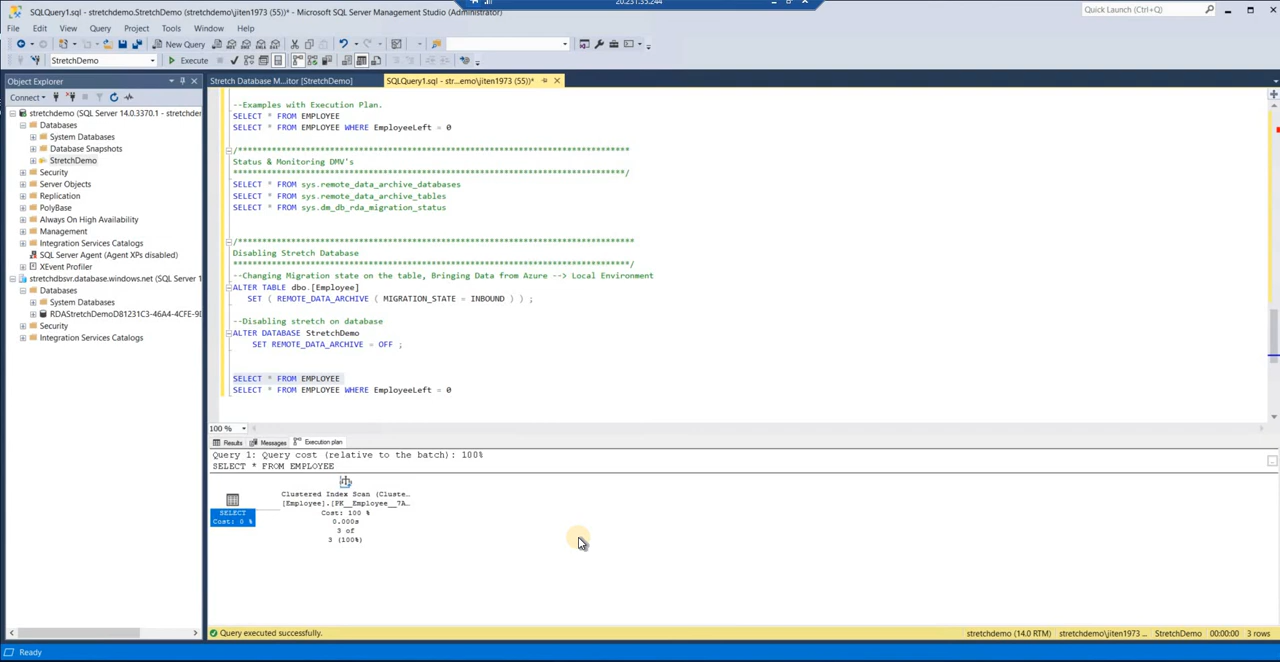 20.231.33.244
SQLQuery1.sql - stretchdemo.StretchDemo (stretchdemo\jiten1973 (55))* - Microsoft SQL Server Management Studio (Administrator)
Quick Launch (Ctrl+Q)
File Edit View Query Project Tools Window Help
New Query
StretchDemo
Execute
Object Explorer
Stretch Database M...itor [StretchDemo]
SQLQuery1.sql - str...emo\jiten1973 (55))*
Connect
stretchdemo (SQL Server 14.0.3370.1 - stretchdemo
Databases
System Databases
Database Snapshots
StretchDemo
Security
Server Objects
Replication
PolyBase
Always On High Availability
Management
Integration Services Catalogs
SQL Server Agent (Agent XPs disabled)
XEvent Profiler
stretchdbsvr.database.windows.net (SQL Server 1
Databases
System Databases
RDAStretchDemoD81231C3-46A4-4CFE-9D
Security
Integration Services Catalogs
--Examples with Execution Plan.
SELECT * FROM EMPLOYEE
SELECT * FROM EMPLOYEE WHERE EmployeeLeft = 0
/********************************************************************************
Status & Monitoring DMV's
********************************************************************************/
SELECT * FROM sys.remote_data_archive_databases
SELECT * FROM sys.remote_data_archive_tables
SELECT * FROM sys.dm_db_rda_migration_status
/*********************************************************************************
Disabling Stretch Database
*********************************************************************************/
--Changing Migration state on the table, Bringing Data from Azure --> Local Environment
ALTER TABLE dbo.[Employee]
SET ( REMOTE_DATA_ARCHIVE ( MIGRATION_STATE = INBOUND ) ) ;
--Disabling stretch on database
ALTER DATABASE StretchDemo
SET REMOTE_DATA_ARCHIVE = OFF ;
SELECT * FROM EMPLOYEE
SELECT * FROM EMPLOYEE WHERE EmployeeLeft = 0
100 %
Results Messages Execution plan
Query 1: Query cost (relative to the batch): 100%
SELECT * FROM EMPLOYEE
SELECT
Cost: 0 %
Clustered Index Scan (Cluste...
[Employee].[PK__Employee__7A...
Cost: 100 %
0.000s
3 of
3 (100%)
Query executed successfully.
stretchdemo (14.0 RTM)
stretchdemo\jiten1973 ...
StretchDemo
00:00:00
3 rows
Ready